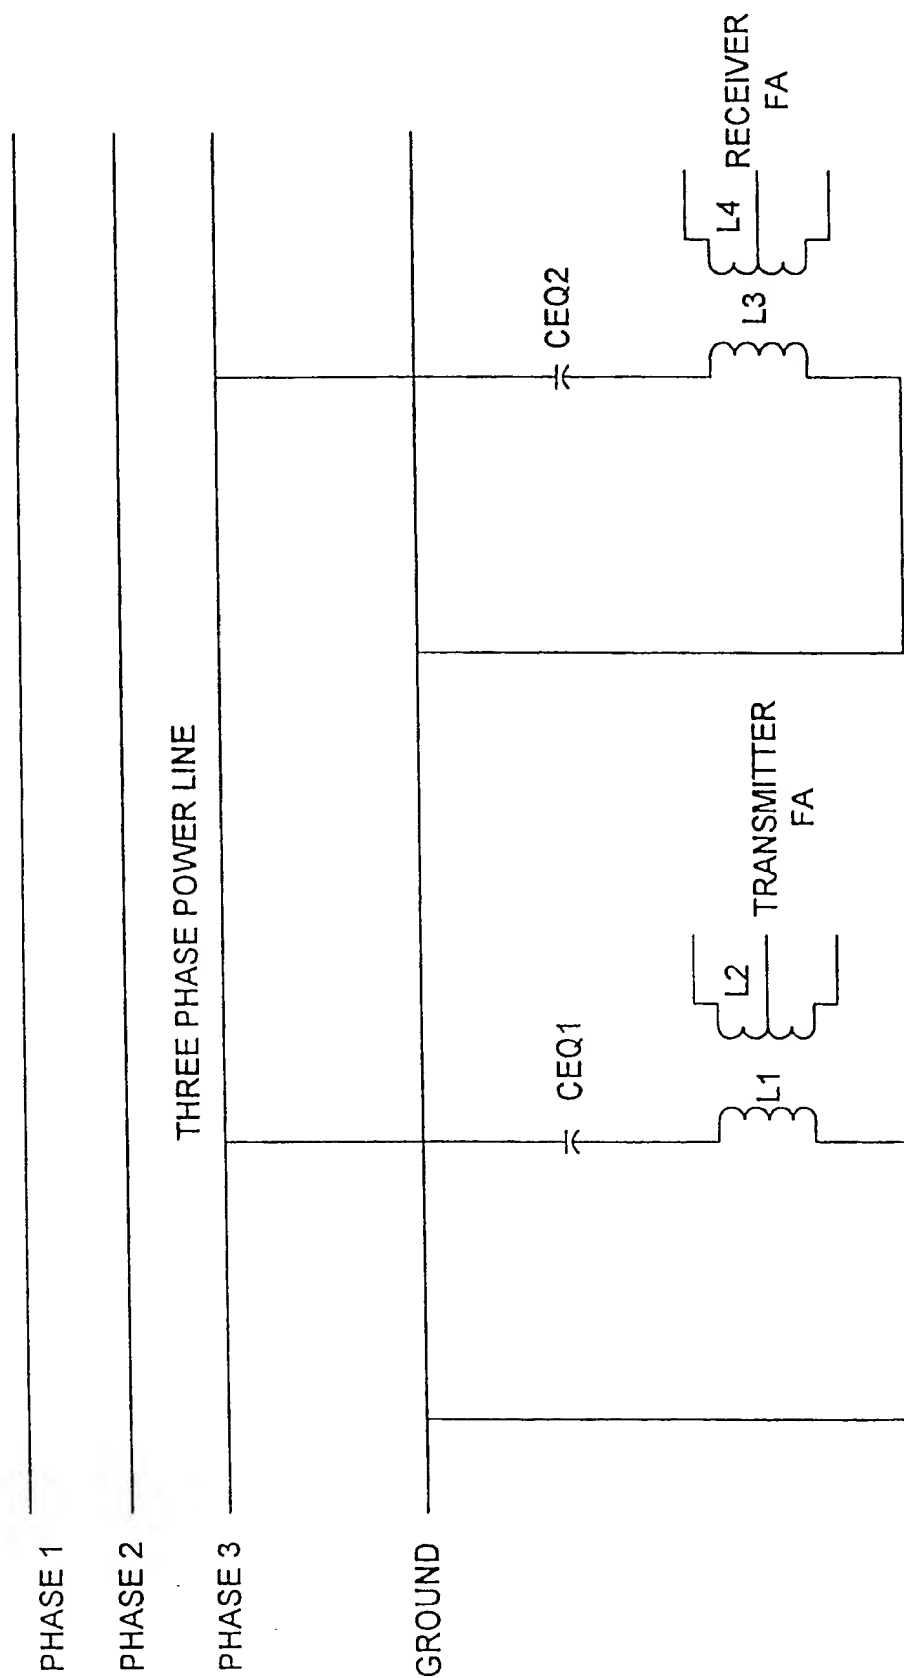 PHASE 1
PHASE 2
THREE PHASE POWER LINE
PHASE 3
GROUND
CEQ1
CEQ2
L1
L2
TRANSMITTER
FA
L3
L4
RECEIVER
FA